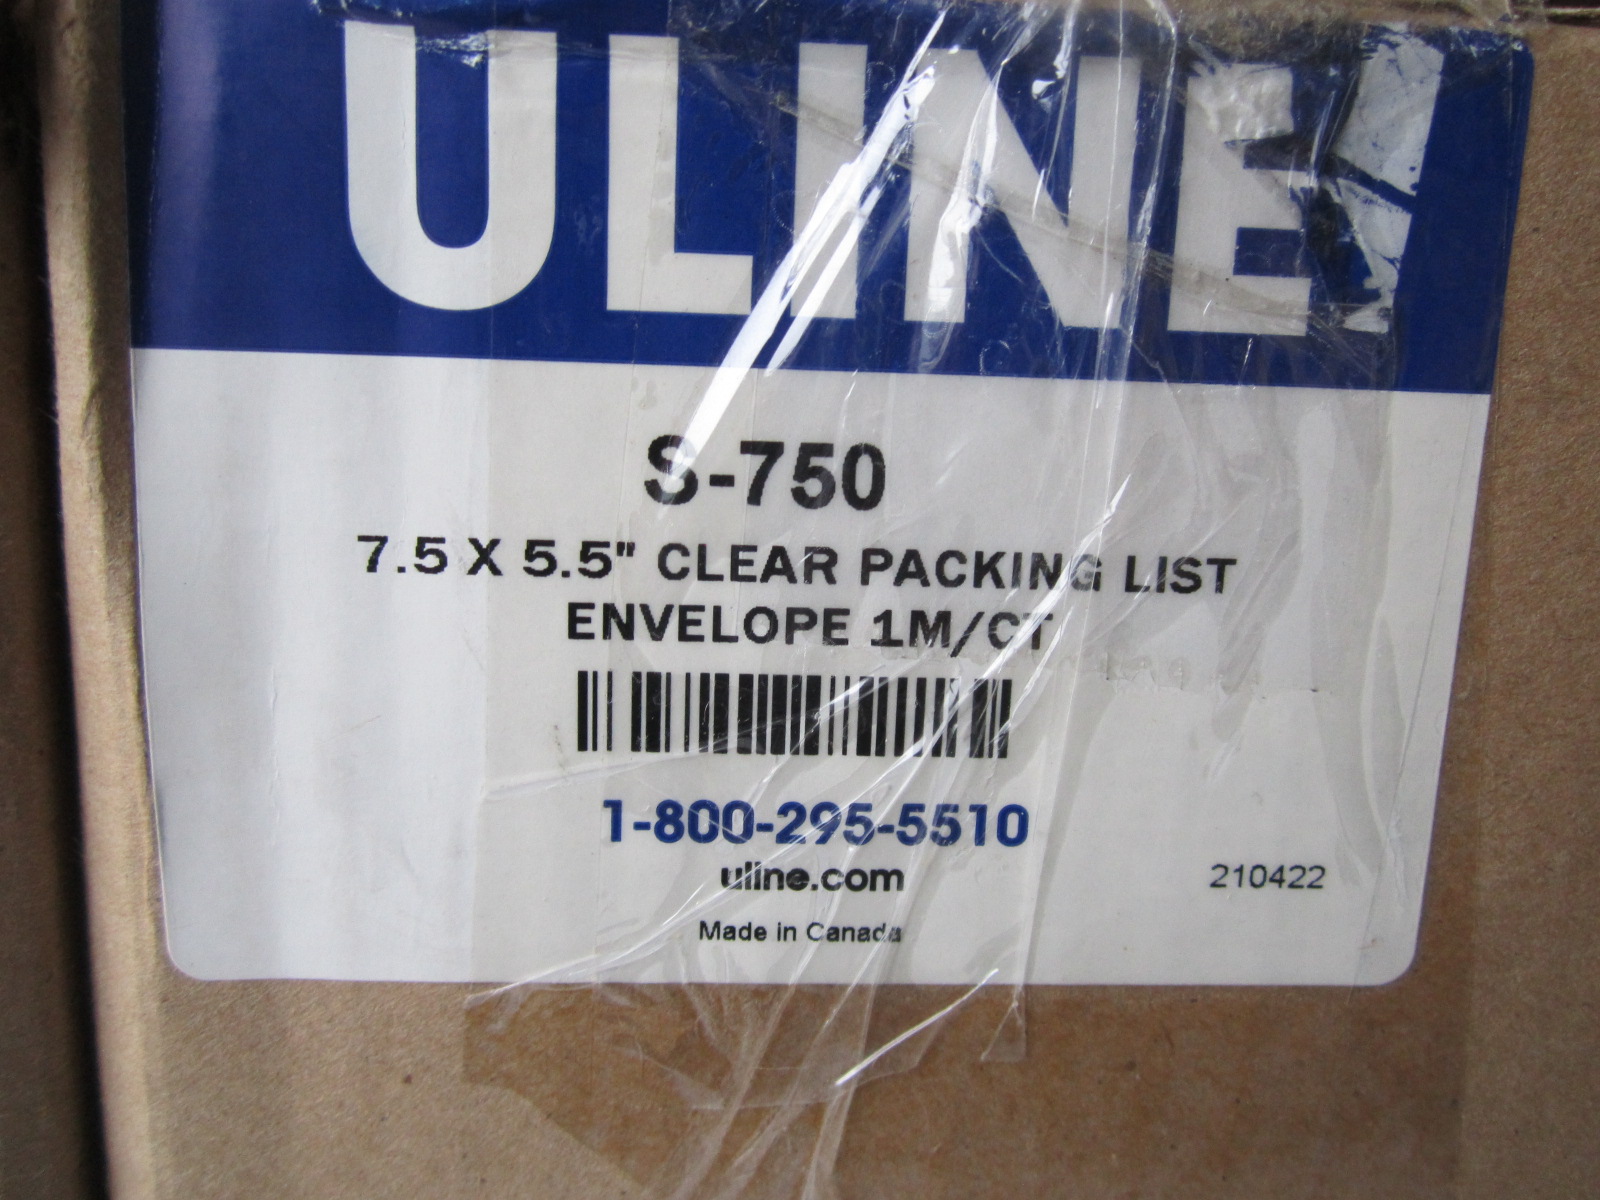 ULINE
S-750
7.5 X 5.5" CLEAR PACKING LIST
ENVELOPE 1M/CT
1-800-295-5510
uline.com
210422
Made in Canada